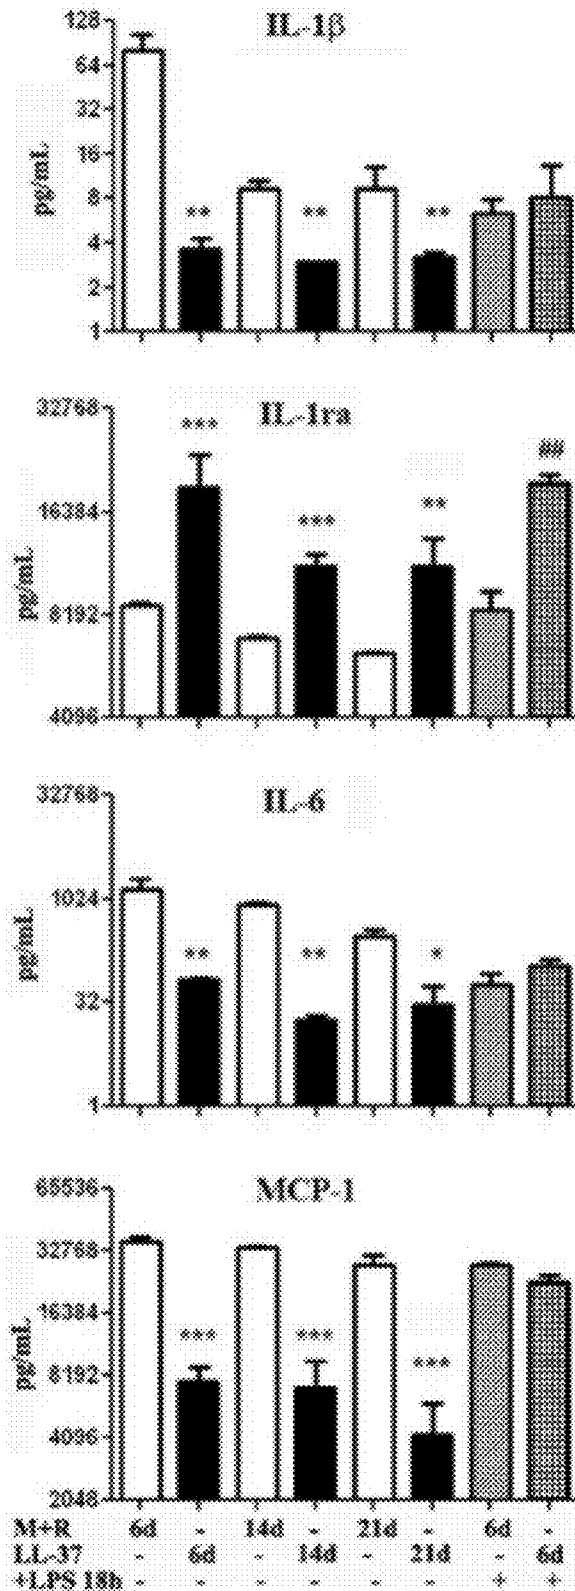 IL-1β
128
64
32
16
8
4
2
1
pg/mL
** ** **
IL-1ra
32768
16384
8192
4096
pg/mL
*** *** ** ##
IL-6
32768
1024
32
1
pg/mL
** ** *
MCP-1
65536
32768
16384
8192
4096
2048
pg/mL
*** *** ***
M+R 6d - 14d - 21d - 6d -
LL-37 - 6d - 14d - 21d - 6d
+LPS 18h - - - - - - + +